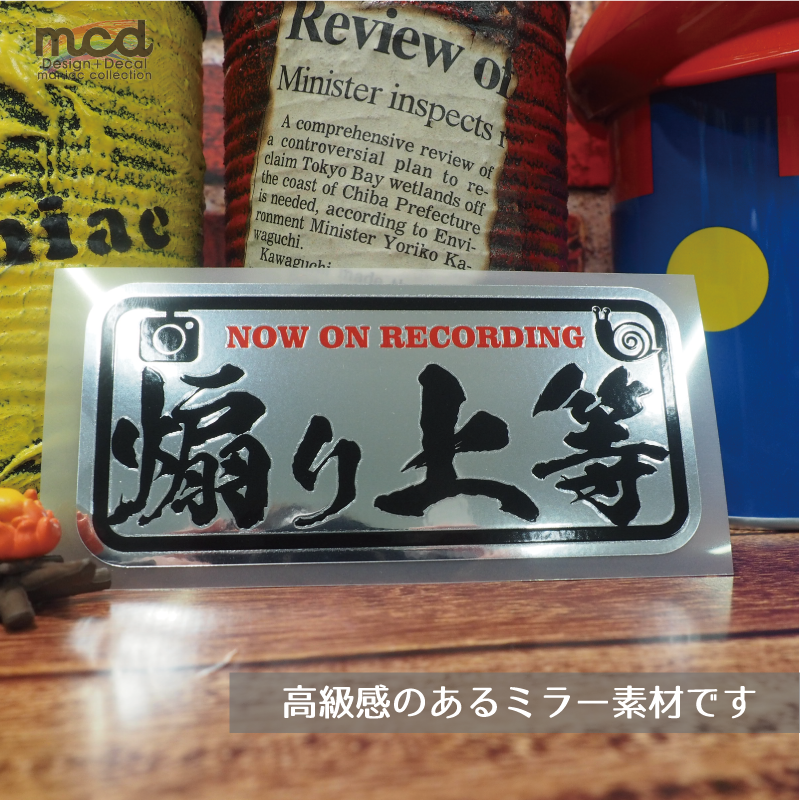 mcd
Design+Decal
maniac collection
Review of
Minister inspects
A comprehensive review of
a controversial plan to re-
claim Tokyo Bay wetlands off
the coast of Chiba Prefecture
is needed, according to Envi-
ronment Minister Yoriko Ka-
waguchi.
Kawaguchi
niac
NOW ON RECORDING
煽り上等
高級感のあるミラー素材です